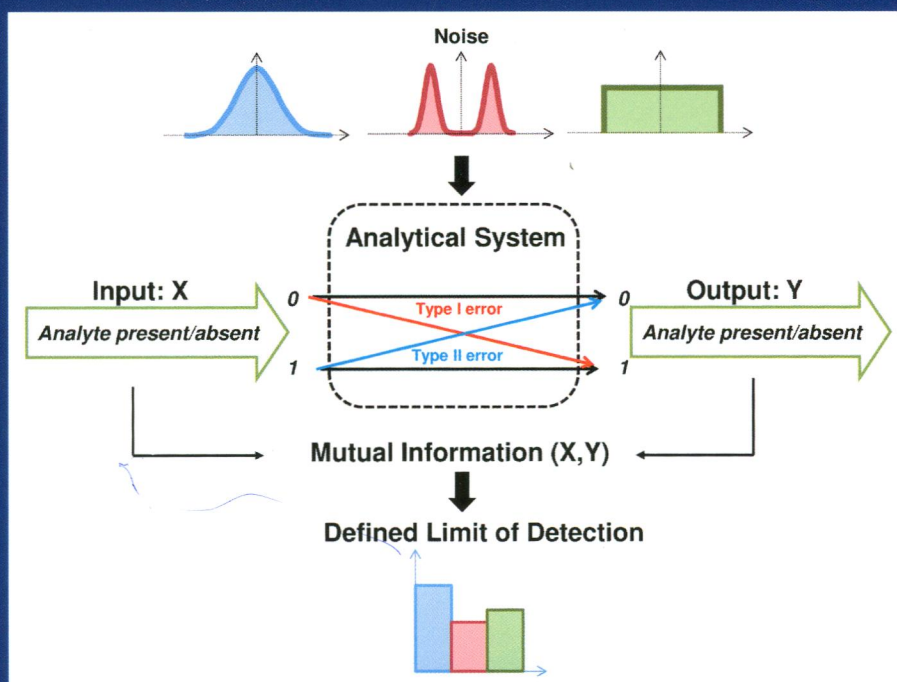 Noise
Analytical System
Input: X
0
0
Output: Y
Type I error
Analyte present/absent
Analyte present/absent
Type II error
1
1
Mutual Information (X,Y)
Defined Limit of Detection